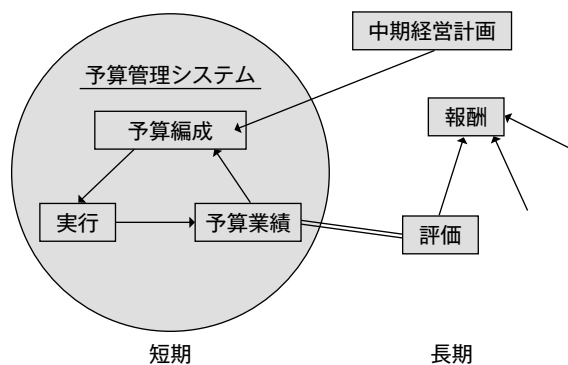 中期経営計画
予算管理システム
予算編成
報酬
実行
予算業績
評価
短期
長期